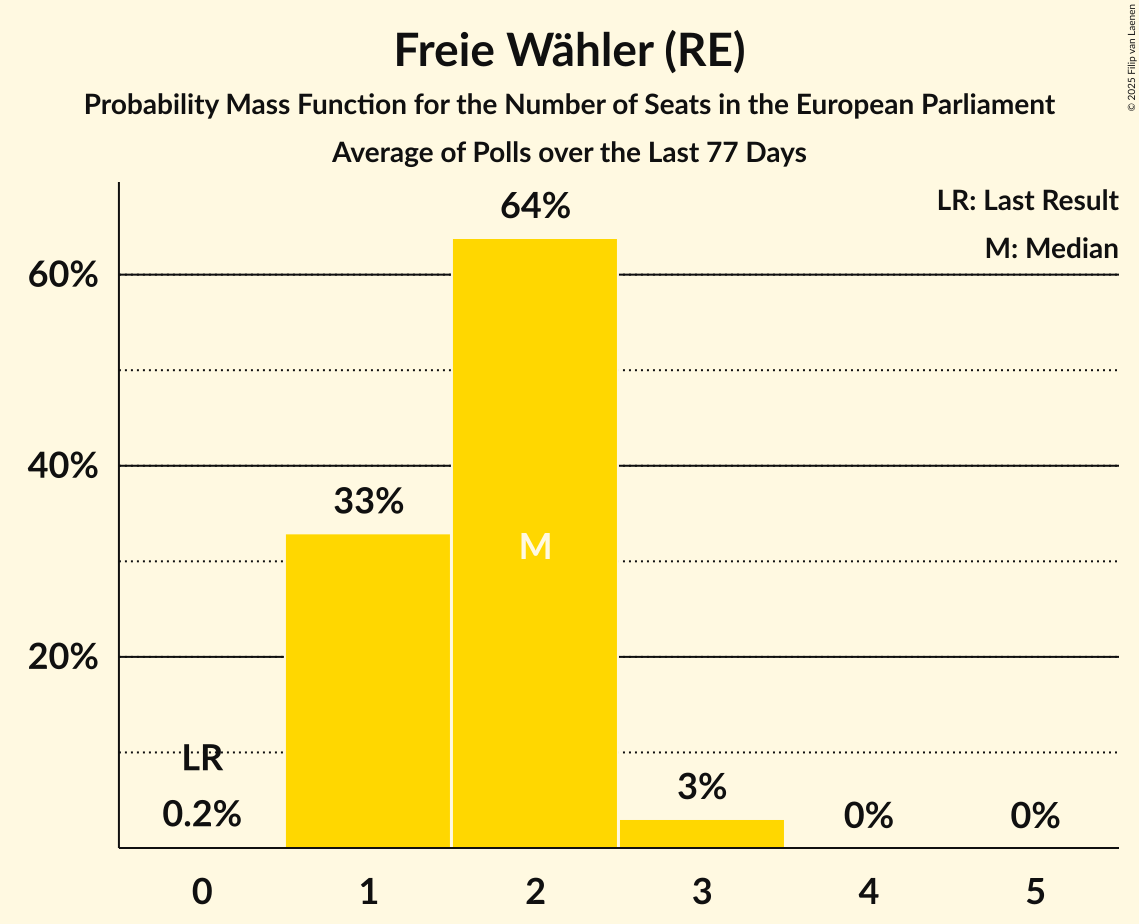 Freie Wähler (RE)
Probability Mass Function for the Number of Seats in the European Parliament
Average of Polls over the Last 77 Days
© 2025 Filip van Laenen
LR: Last Result
M: Median
64%
60%
40%
33%
M
20%
LR
0.2%
3%
0%
0%
0 1 2 3 4 5